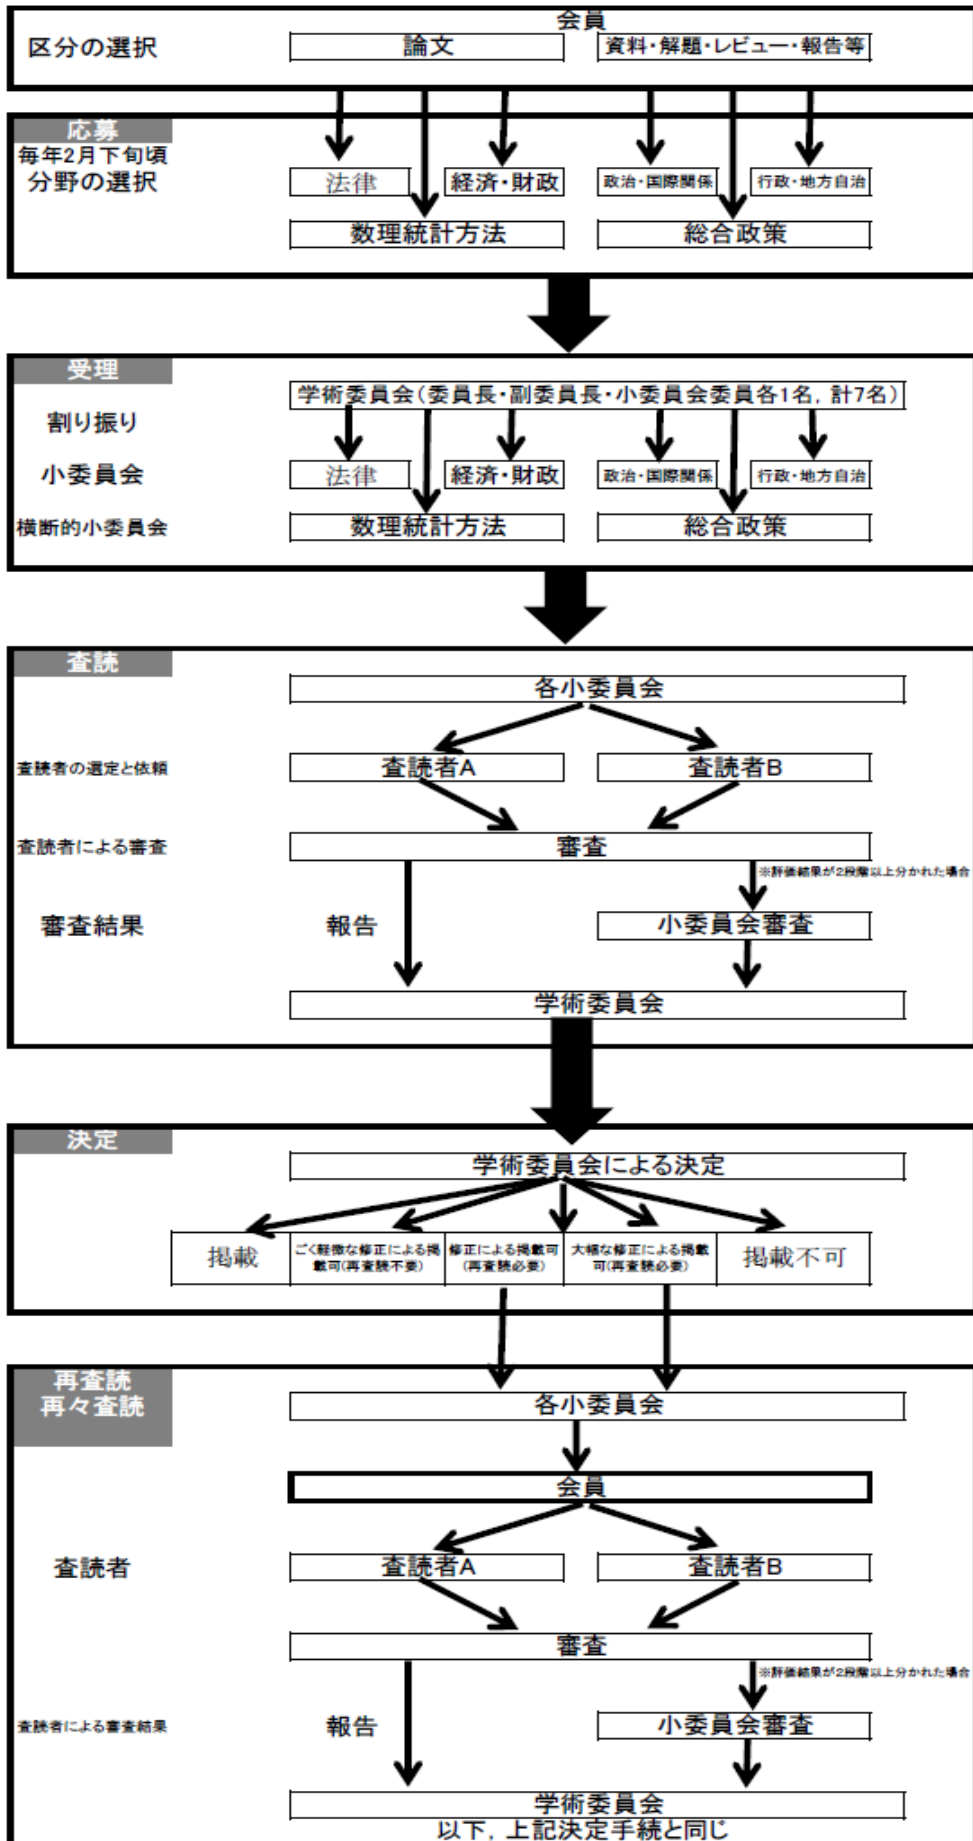 会員
区分の選択
論文
資料・解題・レビュー・報告等
応募
毎年2月下旬頃
分野の選択
法律
経済・財政
政治・国際関係
行政・地方自治
数理統計方法
総合政策
受理
学術委員会(委員長・副委員長・小委員会委員各1名，計7名)
割り振り
小委員会
法律
経済・財政
政治・国際関係
行政・地方自治
横断的小委員会
数理統計方法
総合政策
査読
各小委員会
査読者の選定と依頼
査読者A
査読者B
査読者による審査
審査
※評価結果が2段階以上分かれた場合
審査結果
報告
小委員会審査
学術委員会
決定
学術委員会による決定
掲載
ごく軽微な修正による掲
載可(再査読不要)
修正による掲載可
(再査読必要)
大幅な修正による掲載
可(再査読必要)
掲載不可
再査読
再々査読
各小委員会
会員
査読者
査読者A
査読者B
審査
※評価結果が2段階以上分かれた場合
査読者による審査結果
報告
小委員会審査
学術委員会
以下，上記決定手続と同じ